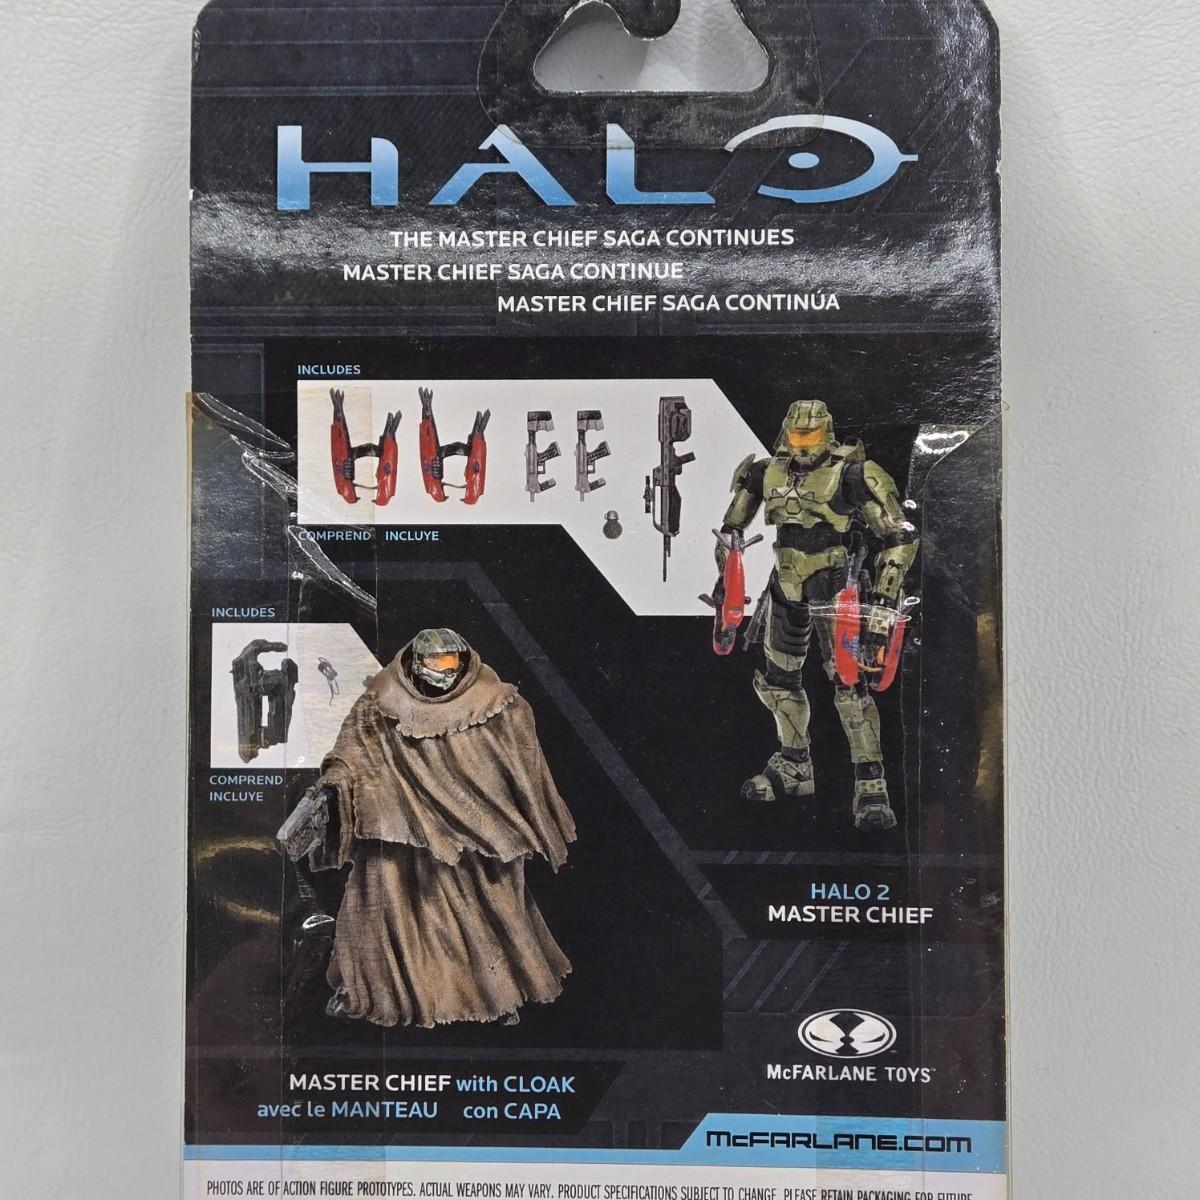 HALO
THE MASTER CHIEF SAGA CONTINUES
MASTER CHIEF SAGA CONTINUE
MASTER CHIEF SAGA CONTINÚA
INCLUDES
COMPREND INCLUYE
INCLUDES
COMPREND
INCLUYE
HALO 2
MASTER CHIEF
McFARLANE TOYS™
MASTER CHIEF with CLOAK
avec le MANTEAU con CAPA
McFARLANE.COM
PHOTOS ARE OF ACTION FIGURE PROTOTYPES. ACTUAL WEAPONS MAY VARY. PRODUCT SPECIFICATIONS SUBJECT TO CHANGE. PLEASE RETAIN PACKAGING FOR FUTURE